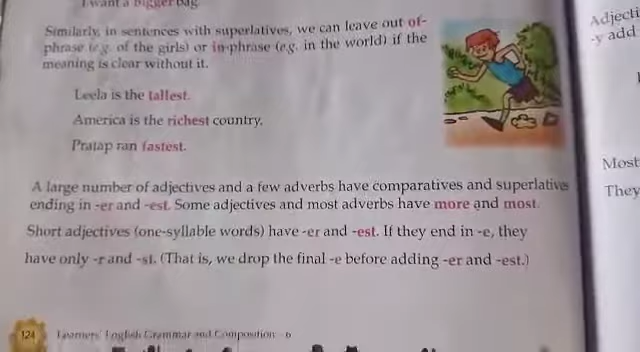 I want a bigger bag
Similarly, in sentences with superlatives, we can leave out of-
phrase (e.g. of the girls) or in-phrase (e.g. in the world) if the
meaning is clear without it.
Leela is the tallest.
America is the richest country.
Pratap ran fastest.
A large number of adjectives and a few adverbs have comparatives and superlatives
ending in -er and -est. Some adjectives and most adverbs have more and most.
Short adjectives (one-syllable words) have -er and -est. If they end in -e, they
have only -r and -st. (That is, we drop the final -e before adding -er and -est.)
124 Learners' English Grammar and Composition - 6
Adjecti
-y add
Most
They